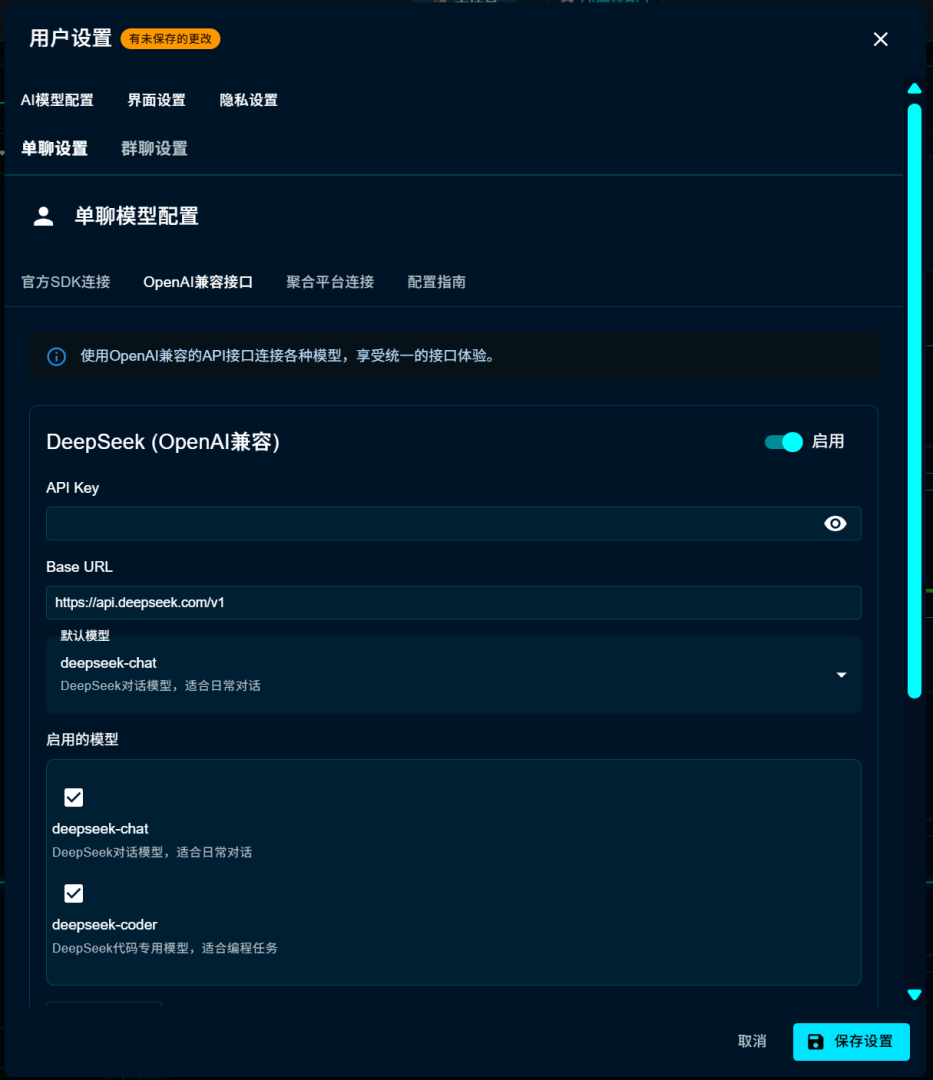 用户设置 有未保存的更改
AI模型配置 界面设置 隐私设置
单聊设置 群聊设置
单聊模型配置
官方SDK连接 OpenAI兼容接口 聚合平台连接 配置指南
使用OpenAI兼容的API接口连接各种模型，享受统一的接口体验。
DeepSeek (OpenAI兼容) 启用
API Key
Base URL
https://api.deepseek.com/v1
默认模型
deepseek-chat
DeepSeek对话模型，适合日常对话
启用的模型
deepseek-chat
DeepSeek对话模型，适合日常对话
deepseek-coder
DeepSeek代码专用模型，适合编程任务
取消 保存设置